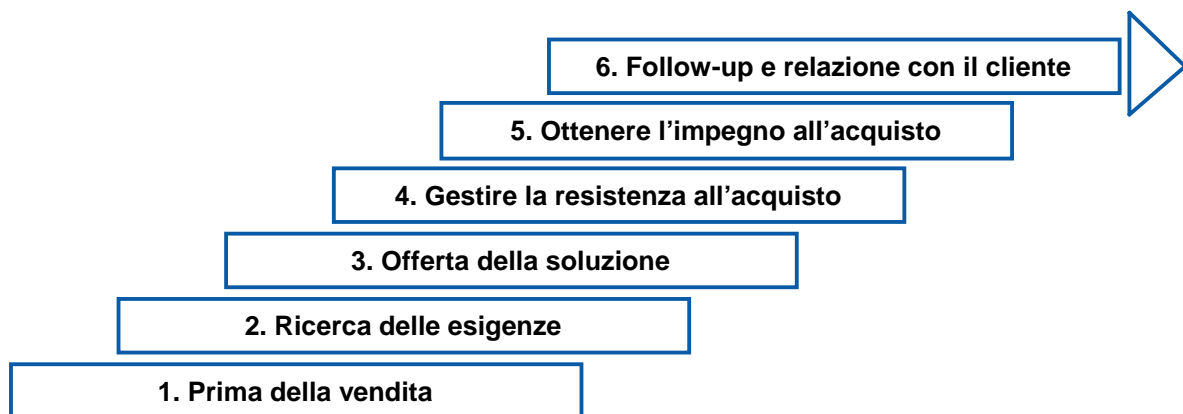 6. Follow-up e relazione con il cliente
5. Ottenere l’impegno all’acquisto
4. Gestire la resistenza all’acquisto
3. Offerta della soluzione
2. Ricerca delle esigenze
1. Prima della vendita